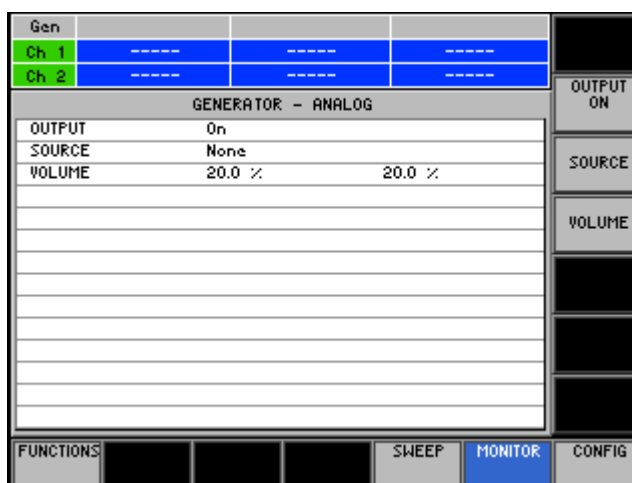 Gen
Ch 1 ----- ----- -----
Ch 2 ----- ----- -----
GENERATOR - ANALOG
OUTPUT On
SOURCE None
VOLUME 20.0 % 20.0 %
OUTPUT
ON
SOURCE
VOLUME
FUNCTIONS SWEEP MONITOR CONFIG